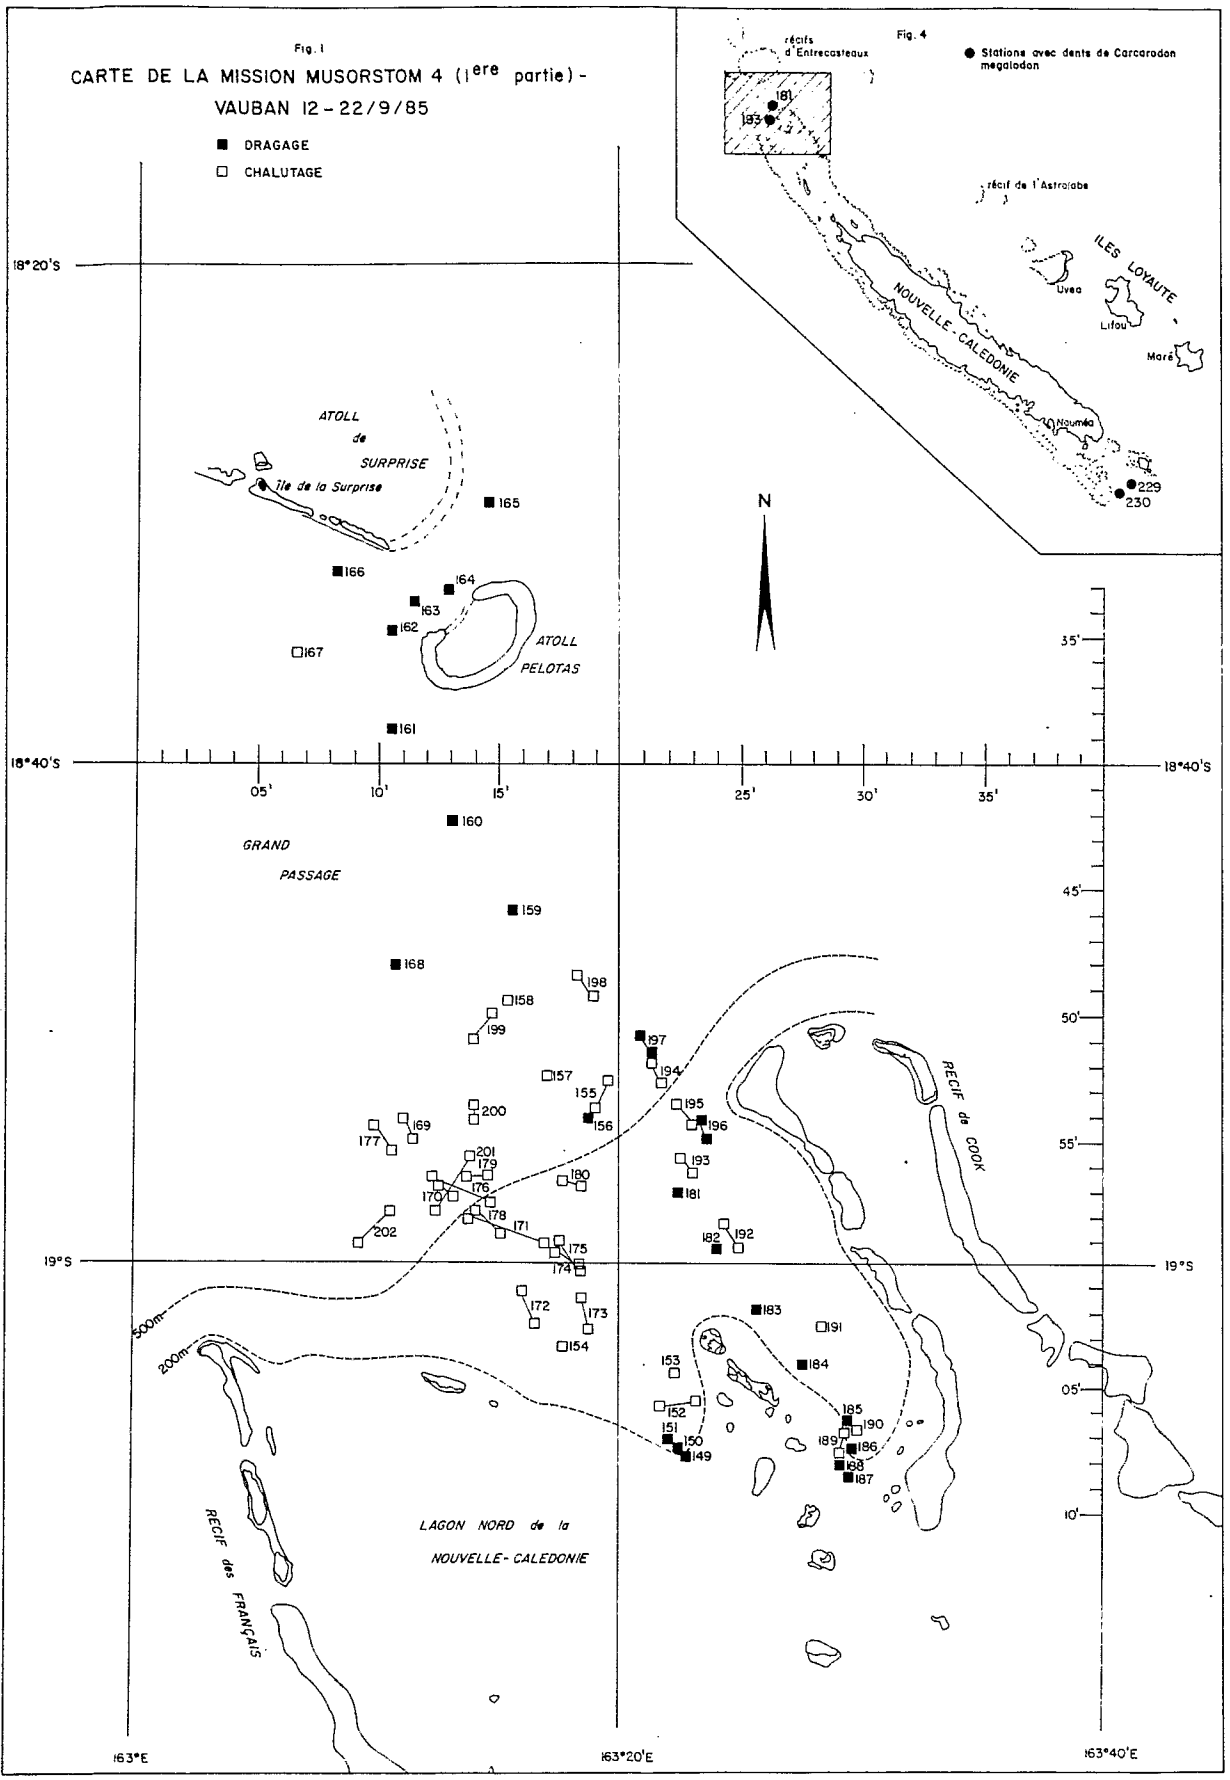 Fig. 1
CARTE DE LA MISSION MUSORSTOM 4 (1ere partie) -
VAUBAN 12-22/9/85
■ DRAGAGE
□ CHALUTAGE
Fig. 4
● Stations avec dents de Carcarodon
megalodon
récifs
d'Entrecasteaux
181
193
récif de l'Astrolabe
ILES LOYAUTE
Uvea
Lifou
Maré
NOUVELLE-CALEDONIE
Nouméa
229
230
18°20'S
ATOLL
de
SURPRISE
île de la Surprise
165
166
164
163
162
167
ATOLL
PELOTAS
161
N
35'
18°40'S
18°40'S
05'
10'
15'
25'
30'
35'
160
GRAND
PASSAGE
159
45'
168
198
158
199
50'
197
157
194
155
156
200
195
196
RECIF de COOK
177
169
55'
201
179
193
180
176
170
181
178
171
202
182
192
175
174
19°S
19°S
172
173
183
500m
191
154
200m
153
184
05'
152
185
190
151
150
189
186
149
188
187
10'
LAGON NORD de la
NOUVELLE-CALEDONIE
RECIF des FRANÇAIS
163°E
163°20'E
163°40'E